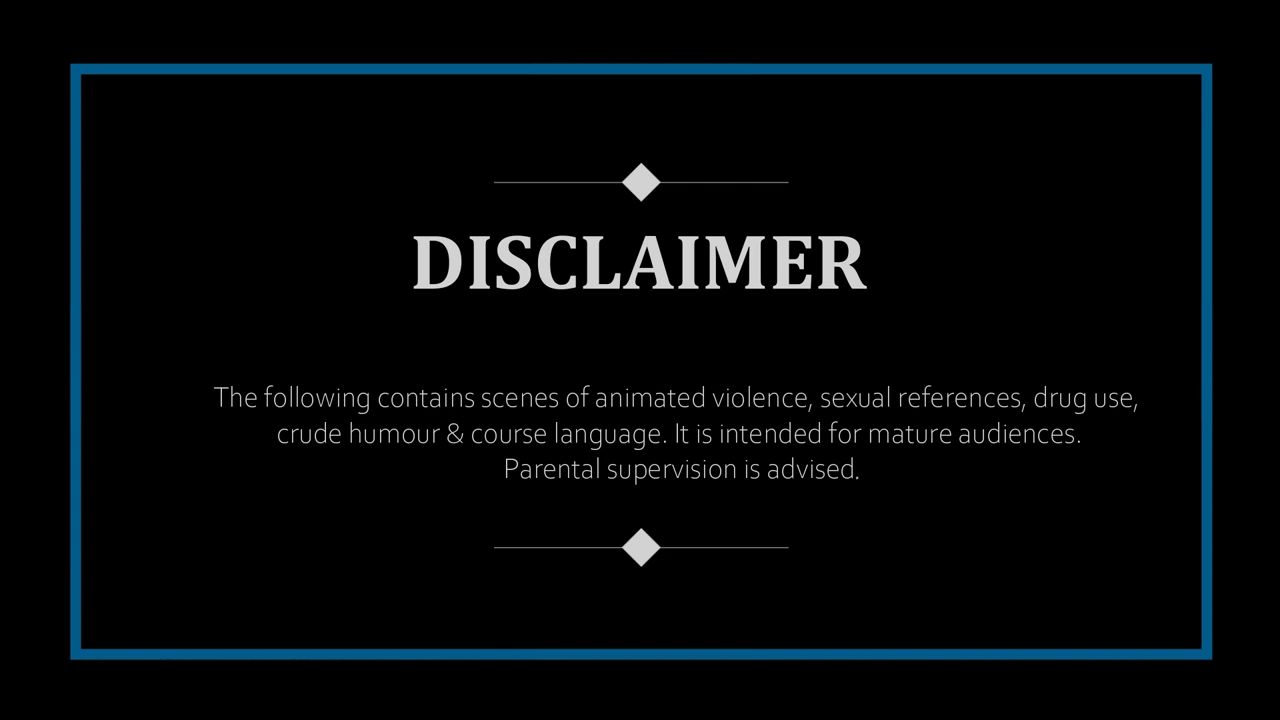 DISCLAIMER
The following contains scenes of animated violence, sexual references, drug use,
crude humour & course language. It is intended for mature audiences.
Parental supervision is advised.